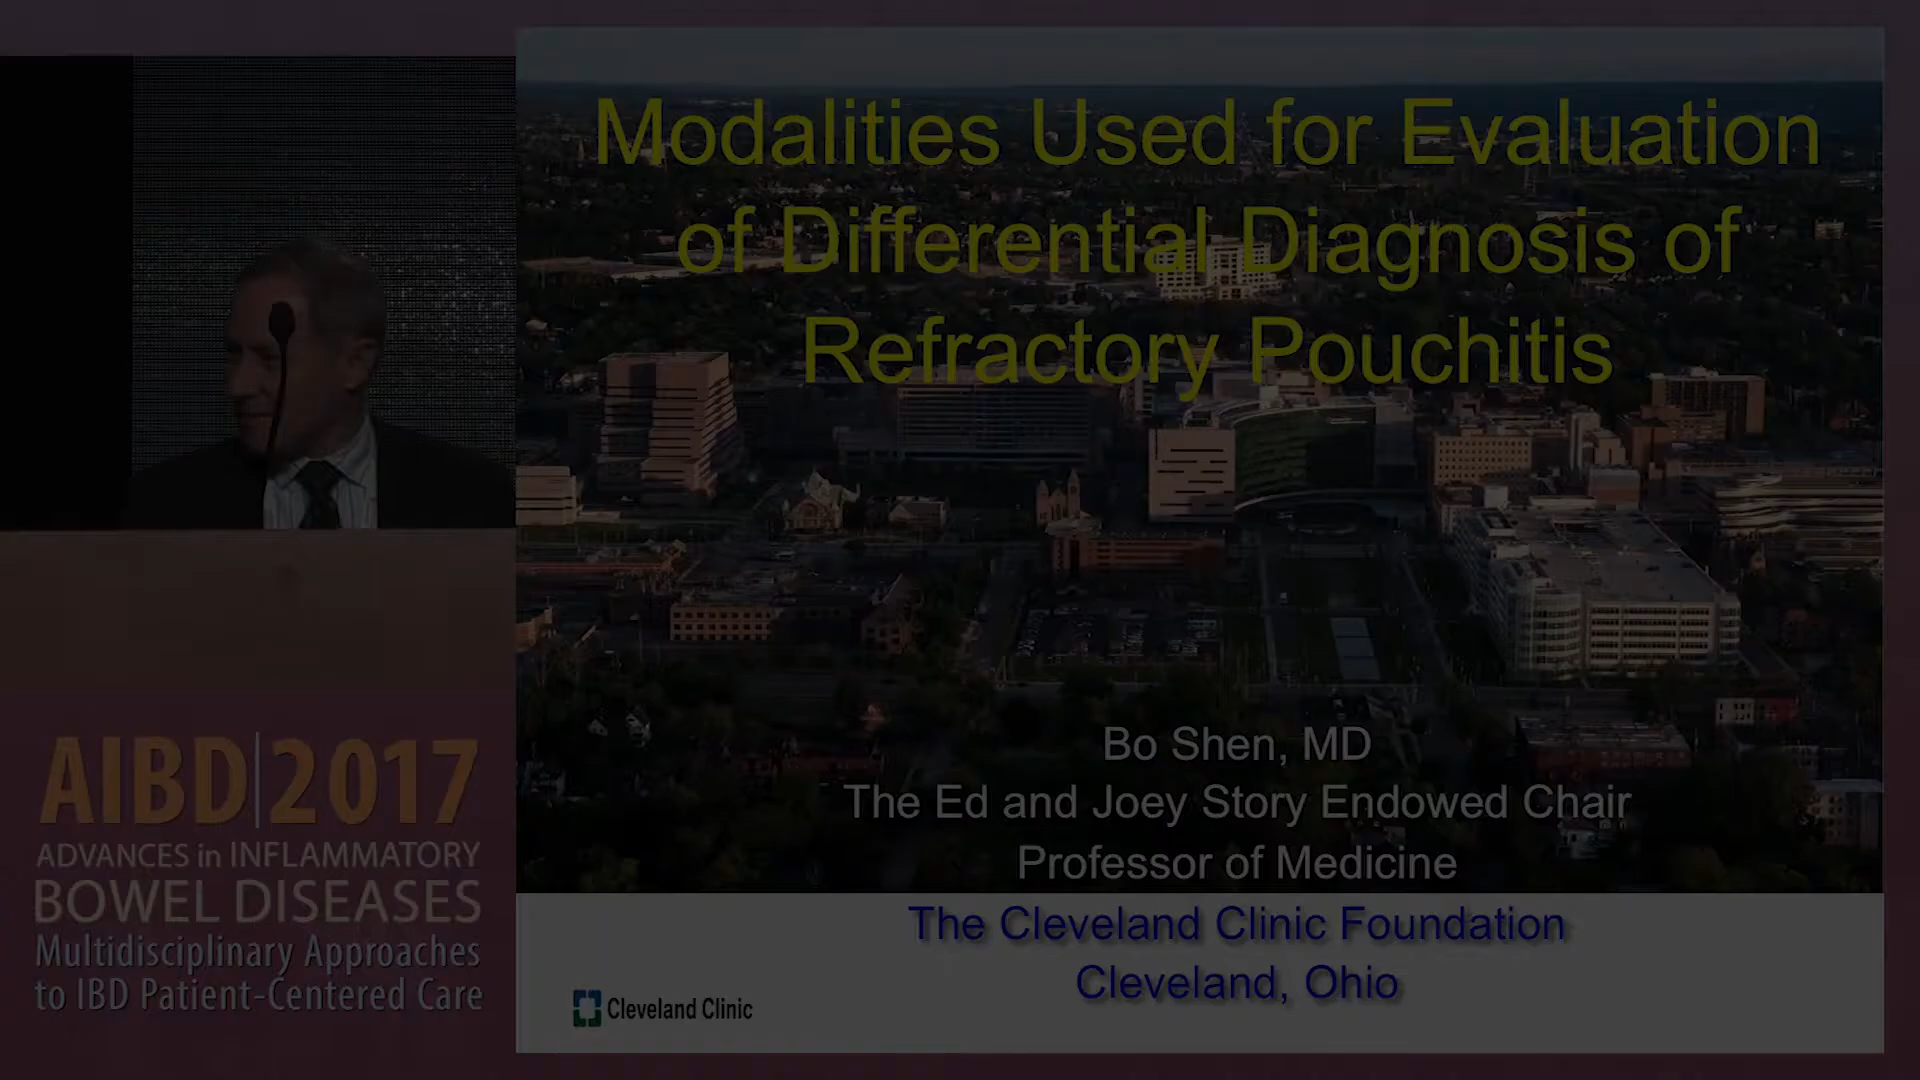 Modalities Used for Evaluation
of Differential Diagnosis of
Refractory Pouchitis
Bo Shen, MD
The Ed and Joey Story Endowed Chair
Professor of Medicine
The Cleveland Clinic Foundation
Cleveland, Ohio
Cleveland Clinic
AIBD|2017
ADVANCES in INFLAMMATORY
BOWEL DISEASES
Multidisciplinary Approaches
to IBD Patient-Centered Care